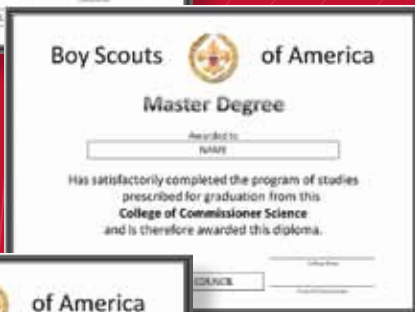 Boy Scouts of America
Master Degree
Awarded to
NAME
Has satisfactorily completed the program of studies
prescribed for graduation from this
College of Commissioner Science
and is therefore awarded this diploma.
COUNCIL
of America